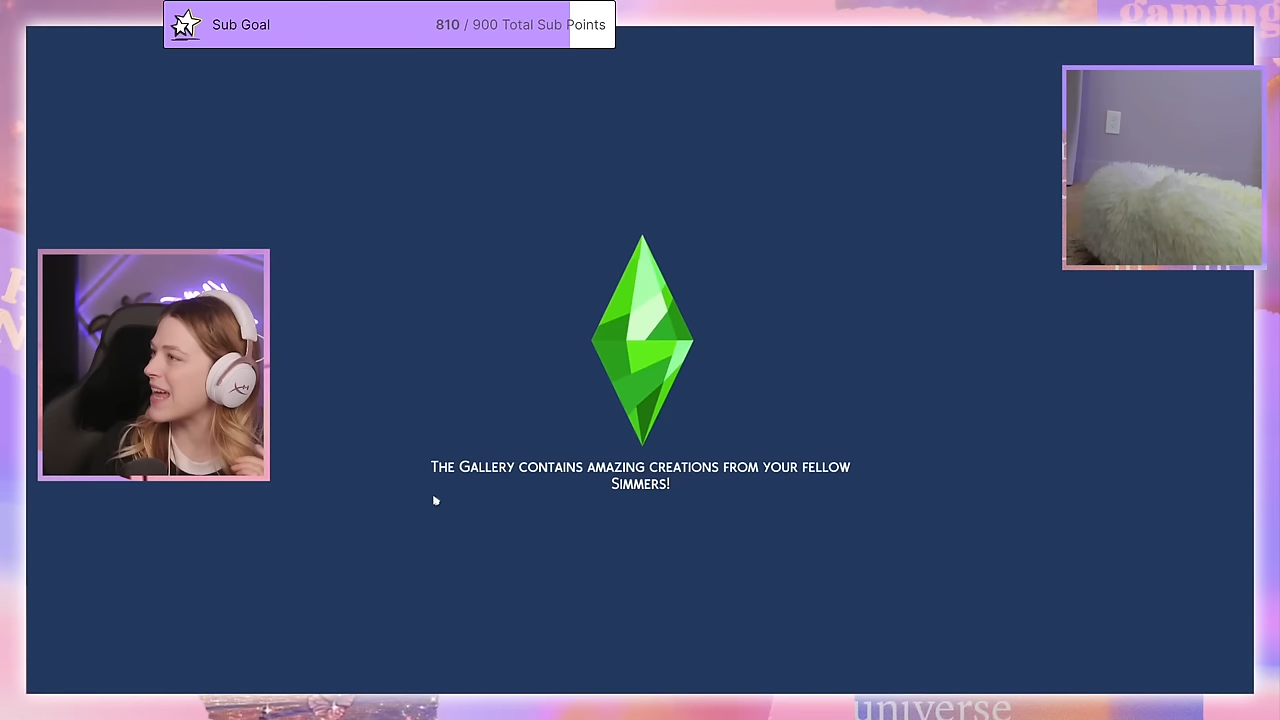 gaming
Sub Goal
810 / 900 Total Sub Points
THE GALLERY CONTAINS AMAZING CREATIONS FROM YOUR FELLOW
SIMMERS!
universe